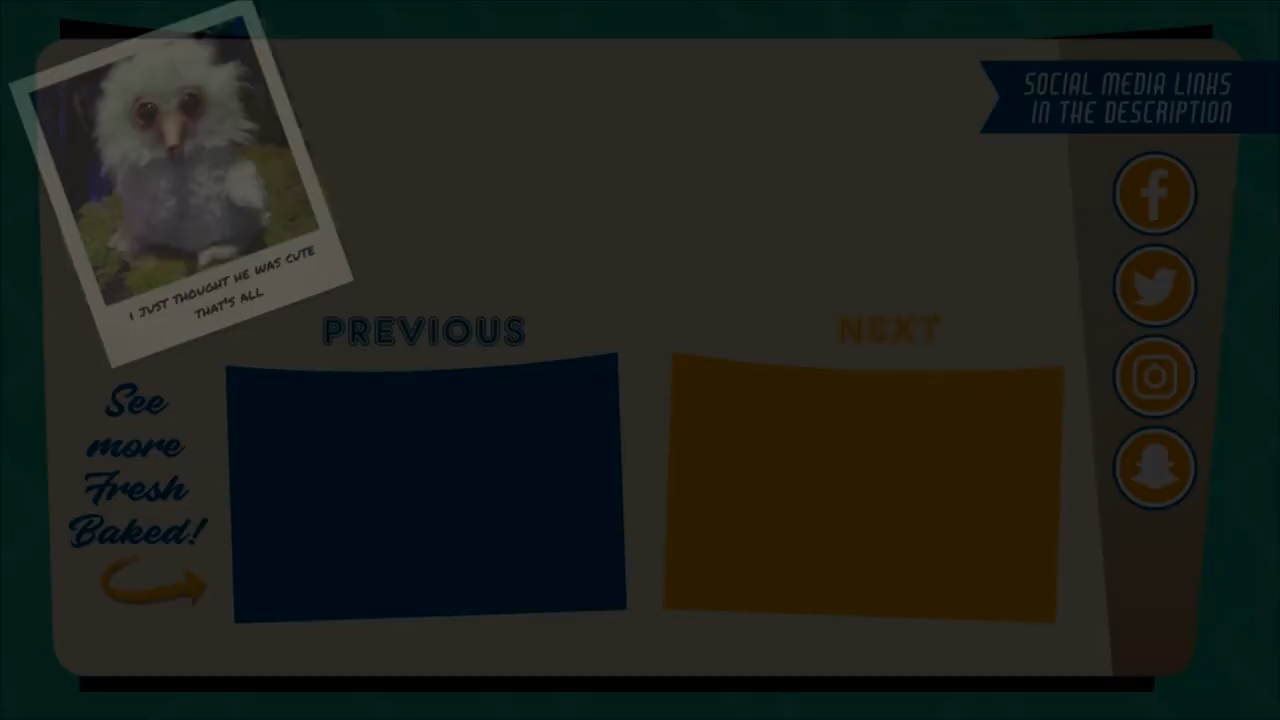 SOCIAL MEDIA LINKS
IN THE DESCRIPTION
I JUST THOUGHT HE WAS CUTE
THAT'S ALL
PREVIOUS
NEXT
See
more
Fresh
Baked!